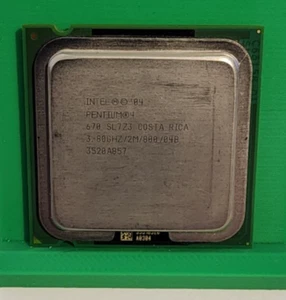 INTEL Ⓜ©'04
PENTIUM®4
670 SL7Z3 COSTA RICA
3.80GHZ/2M/800/04B
3528A857